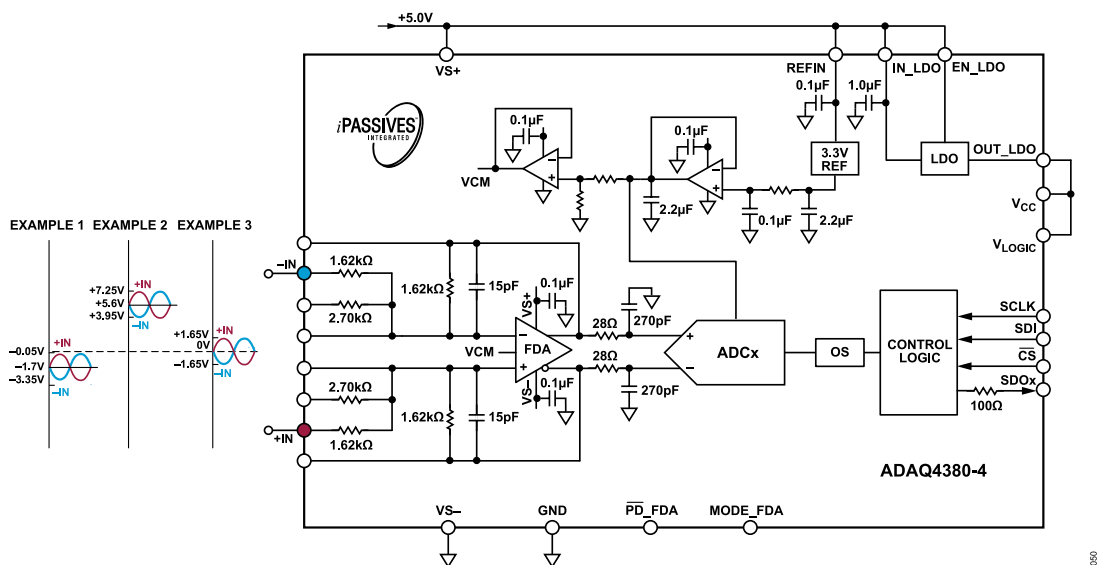 +5.0V
VS+
REFIN
IN_LDO
EN_LDO
0.1µF
1.0µF
iPASSIVES
INTEGRATED
0.1µF
0.1µF
3.3V
REF
LDO
OUT_LDO
VCM
2.2µF
0.1µF
2.2µF
VCC
VLOGIC
EXAMPLE 1
EXAMPLE 2
EXAMPLE 3
+7.25V
+5.6V
+3.95V
+IN
–IN
+1.65V
0V
–1.65V
+IN
–IN
–0.05V
–1.7V
–3.35V
+IN
–IN
–IN
1.62kΩ
2.70kΩ
1.62kΩ
15pF
VS+
0.1µF
28Ω
270pF
VCM
FDA
28Ω
ADCx
OS
CONTROL
LOGIC
SCLK
SDI
CS
SDOx
100Ω
2.70kΩ
1.62kΩ
+IN
1.62kΩ
15pF
VS–
0.1µF
270pF
ADAQ4380-4
VS–
GND
PD_FDA
MODE_FDA
050